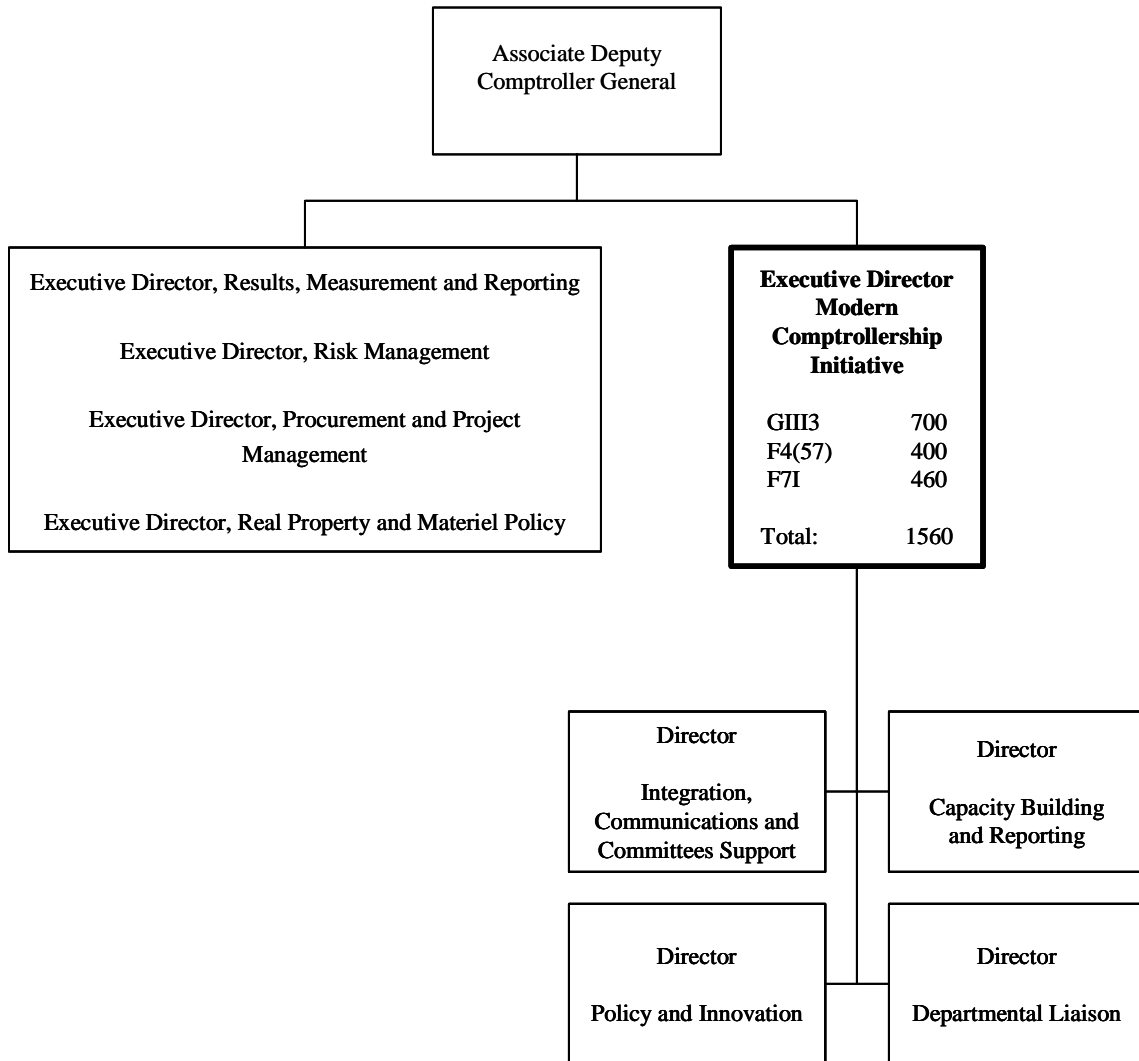 Associate Deputy
Comptroller General
Executive Director, Results, Measurement and Reporting
Executive Director, Risk Management
Executive Director, Procurement and Project
Management
Executive Director, Real Property and Materiel Policy
Executive Director
Modern
Comptrollership
Initiative
GIII3 700
F4(57) 400
F7I 460
Total: 1560
Director
Integration,
Communications and
Committees Support
Director
Capacity Building
and Reporting
Director
Policy and Innovation
Director
Departmental Liaison